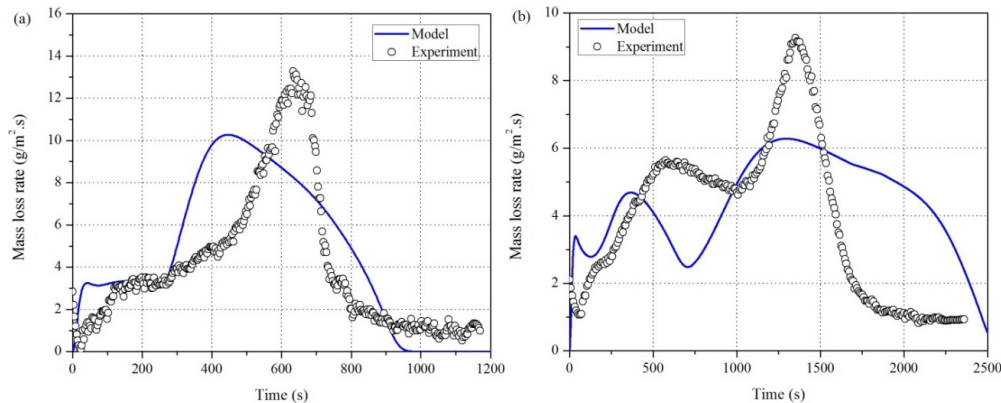 (a)
Mass loss rate (g/m².s)
16
14
12
10
8
6
4
2
0
Model
Experiment
0 200 400 600 800 1000 1200
Time (s)
(b)
Mass loss rate (g/m².s)
10
8
6
4
2
0
Model
Experiment
0 500 1000 1500 2000 2500
Time (s)